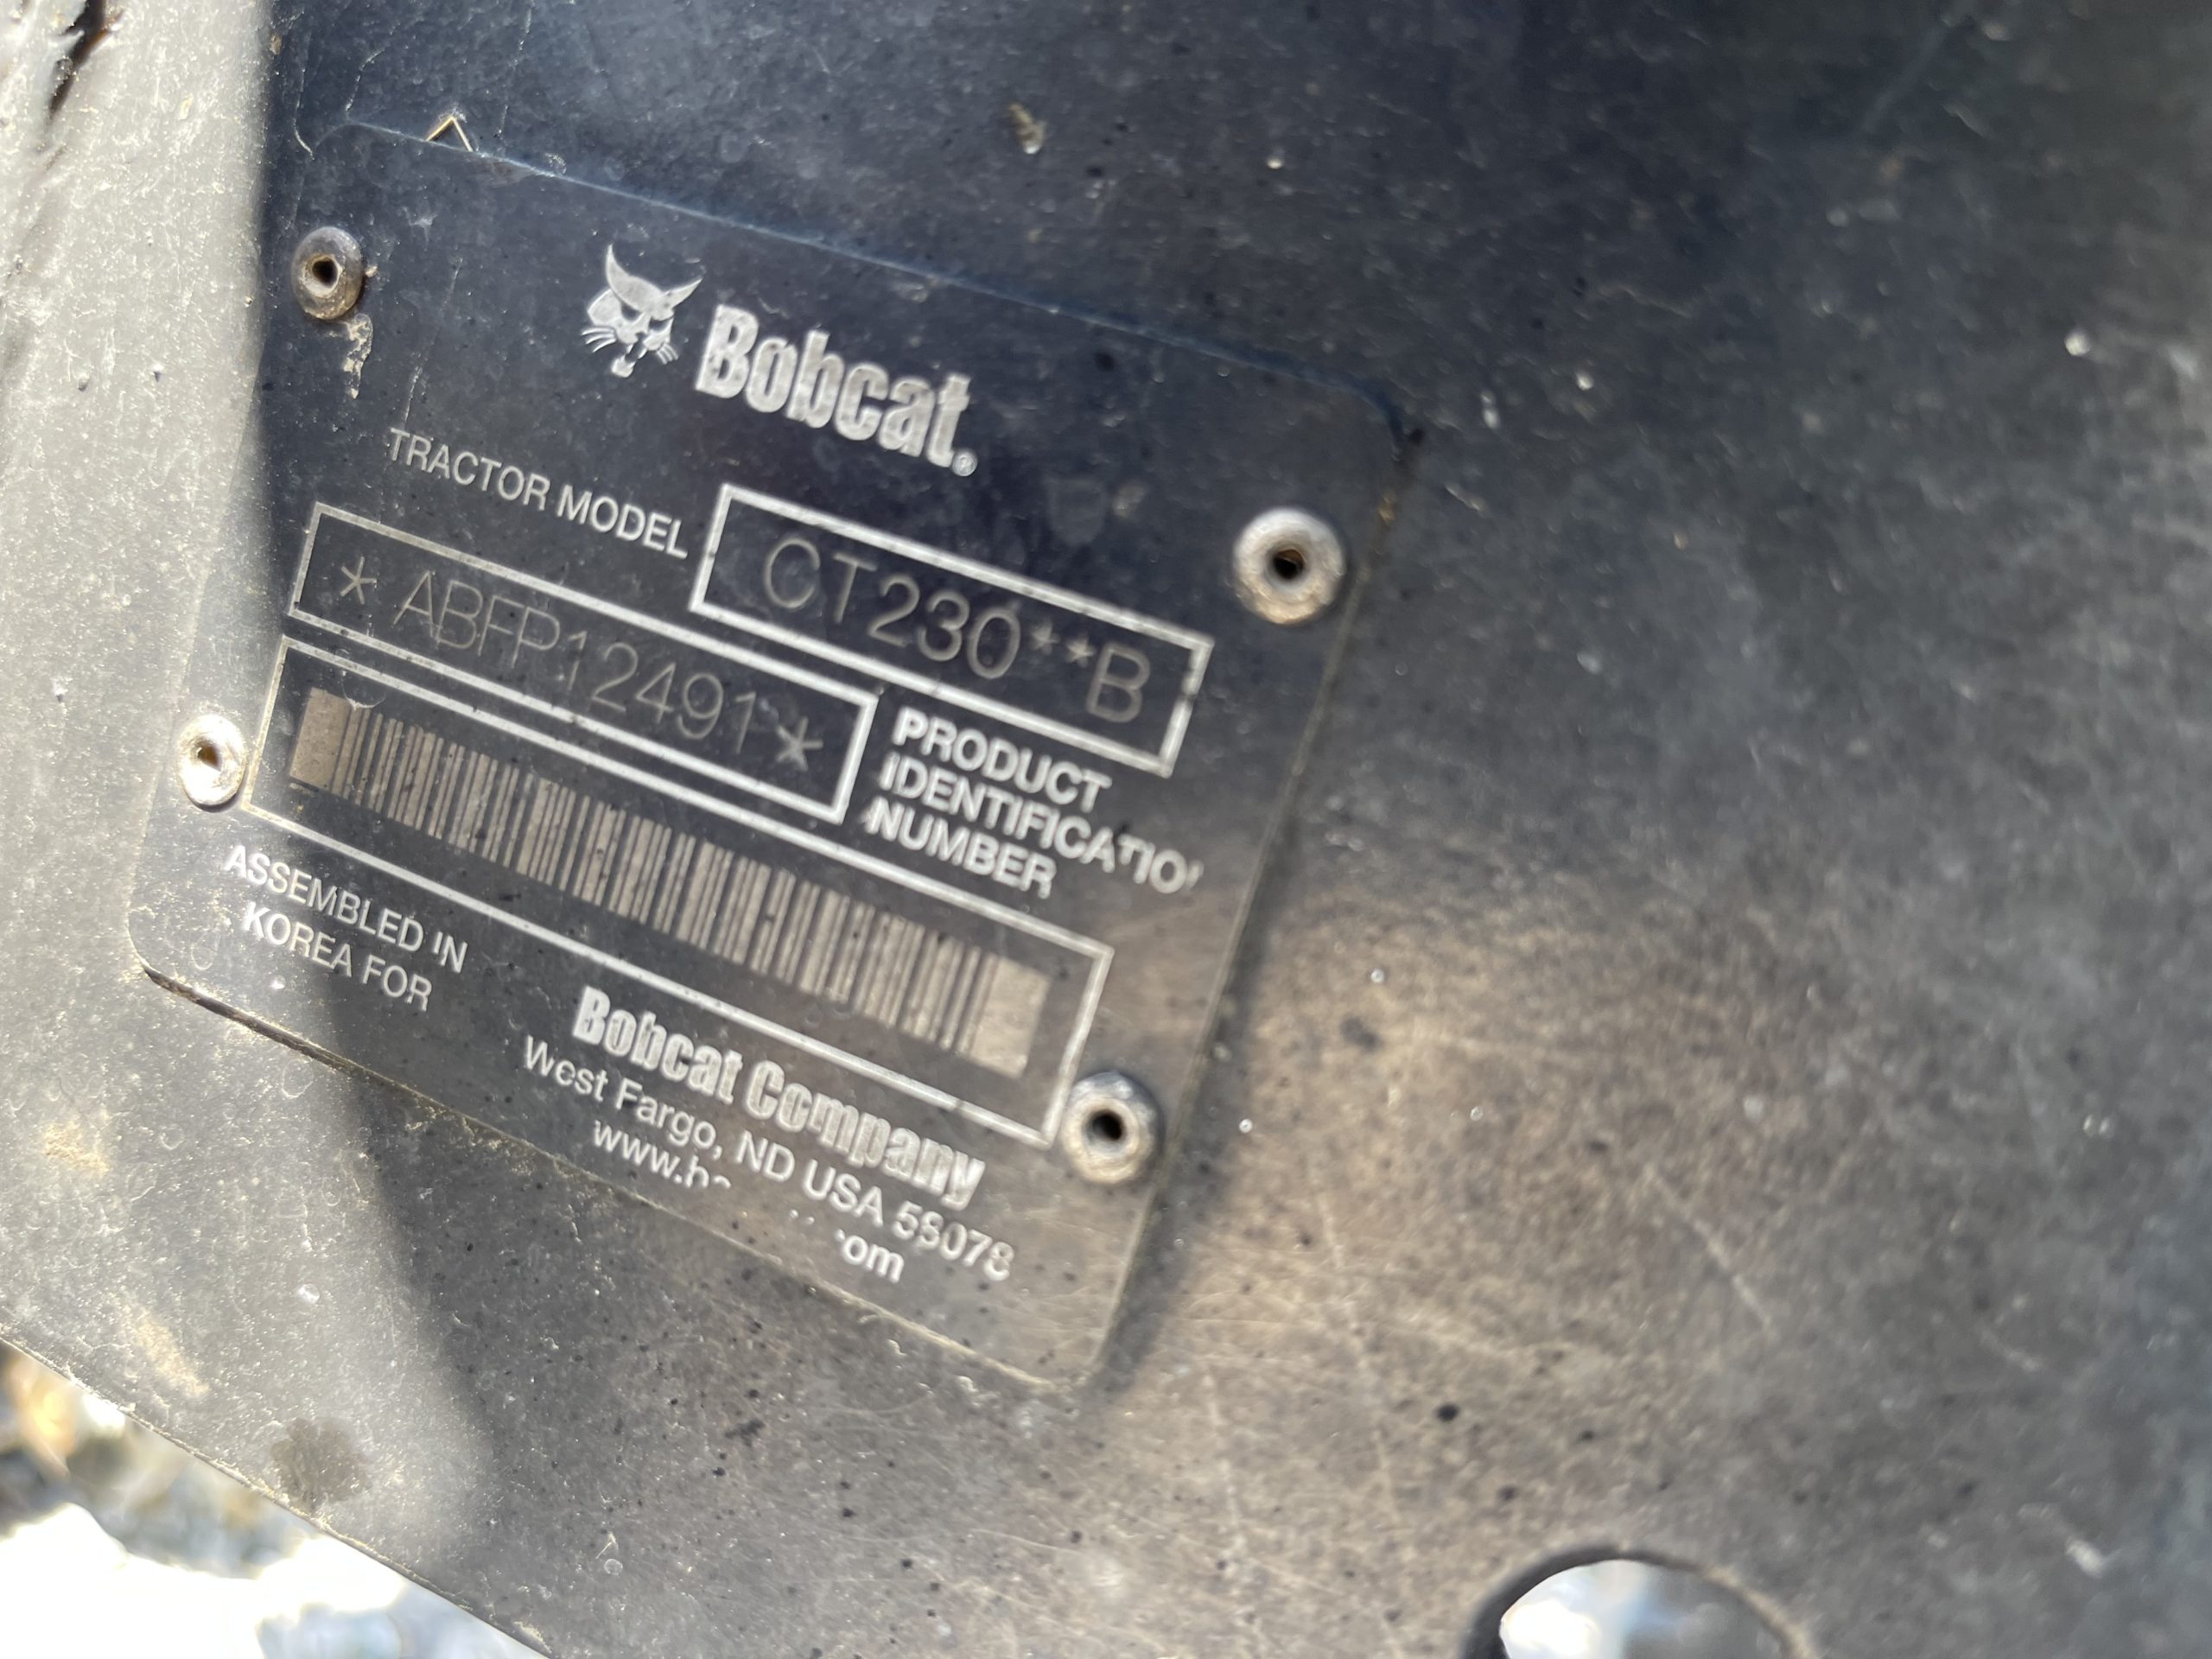 Bobcat®
TRACTOR MODEL CT230**B
* ABFP12491*
PRODUCT
IDENTIFICATIO
NUMBER
ASSEMBLED IN
KOREA FOR
Bobcat Company
West Fargo, ND USA 58078